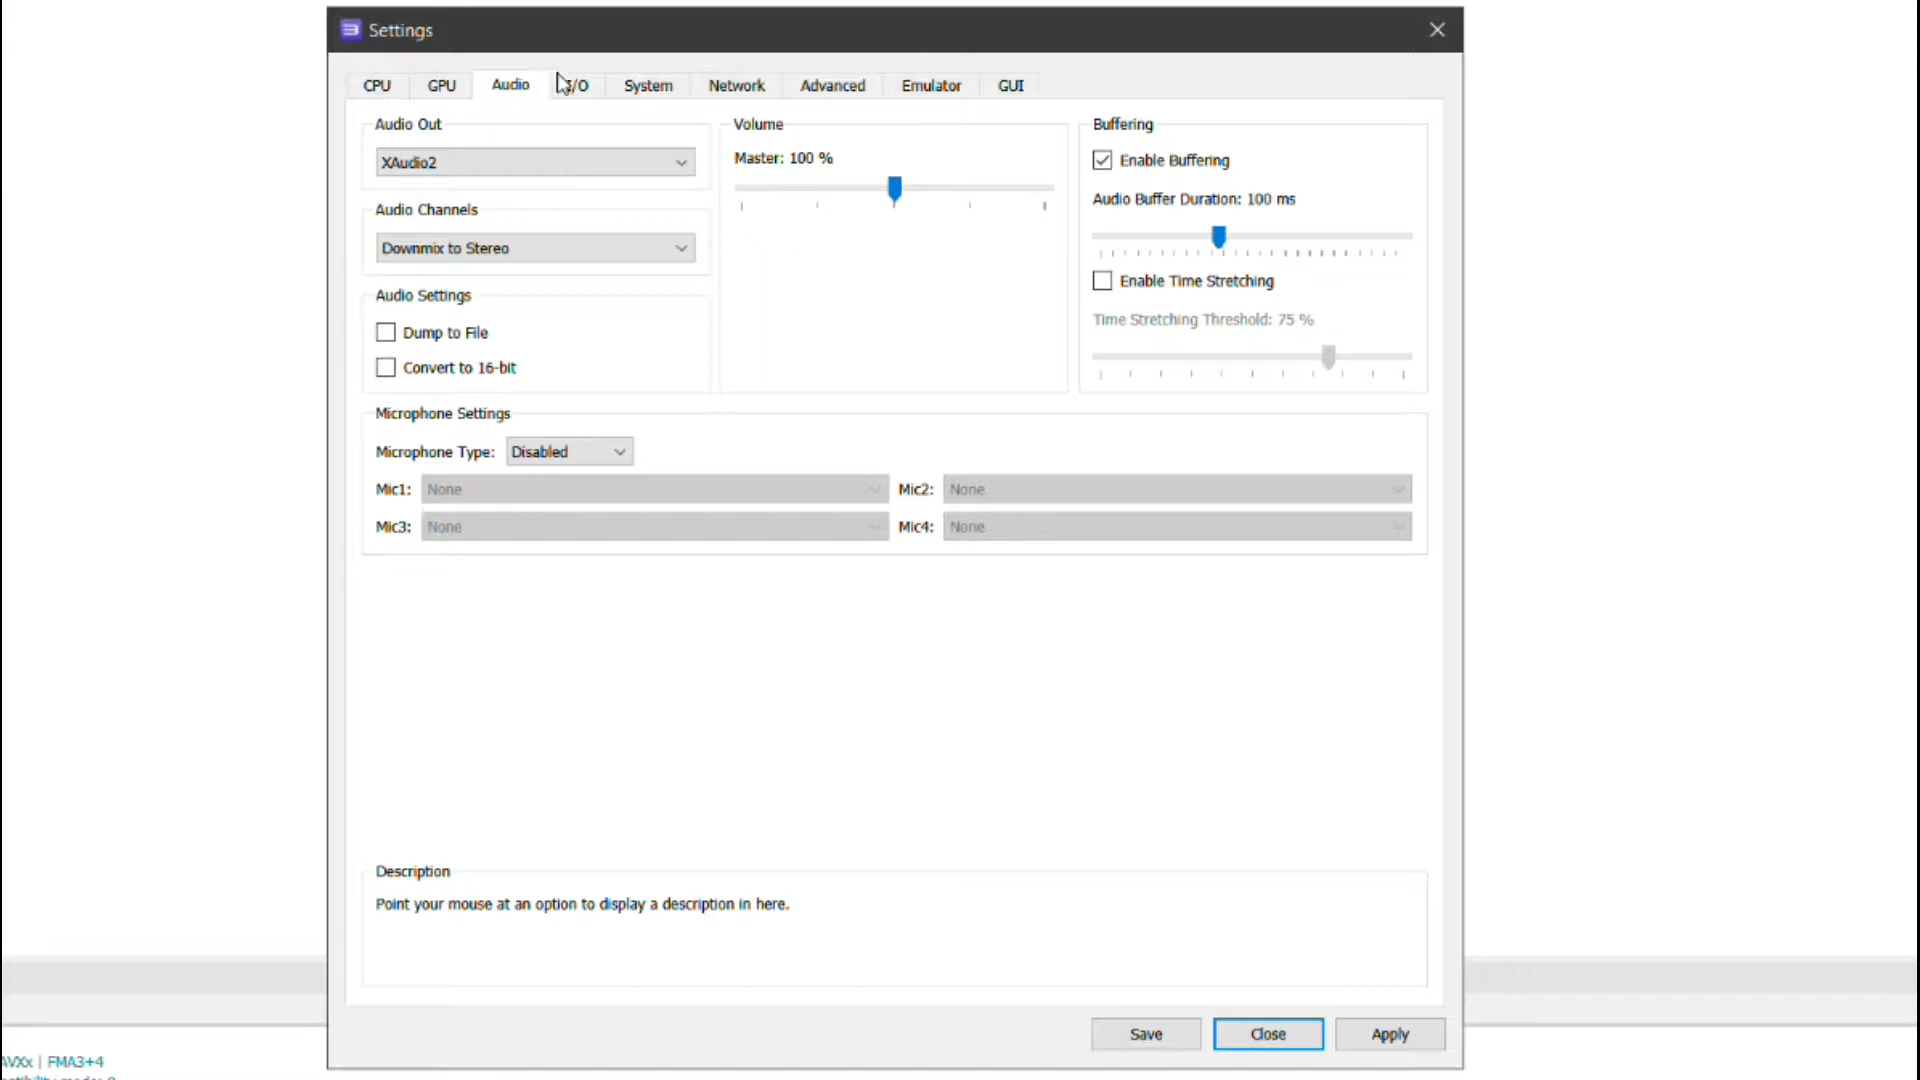 Settings
CPU GPU Audio I/O System Network Advanced Emulator GUI
Audio Out
XAudio2
Audio Channels
Downmix to Stereo
Audio Settings
Dump to File
Convert to 16-bit
Volume
Master: 100 %
Buffering
Enable Buffering
Audio Buffer Duration: 100 ms
Enable Time Stretching
Time Stretching Threshold: 75 %
Microphone Settings
Microphone Type: Disabled
Mic1: None Mic2: None
Mic3: None Mic4: None
Description
Point your mouse at an option to display a description in here.
Save Close Apply
AVXx | FMA3+4